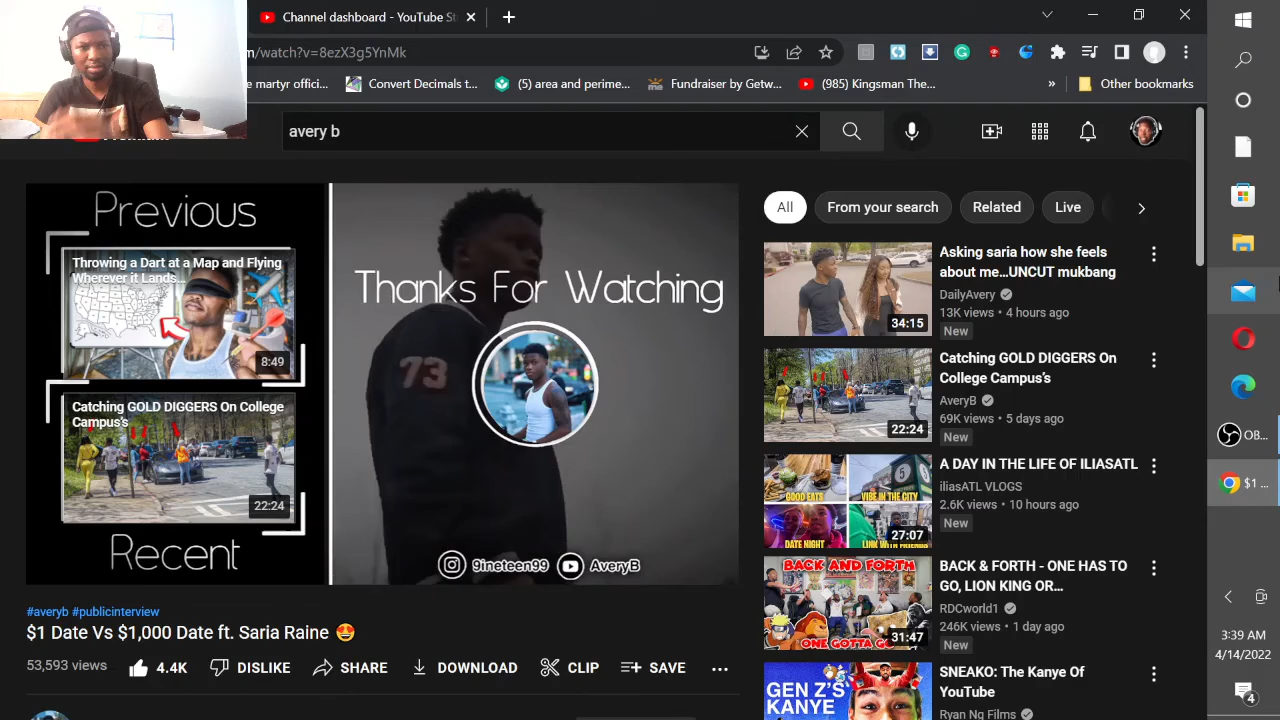 Channel dashboard - YouTube St
m/watch?v=8ezX3g5YnMk
e martyr offici...
Convert Decimals t...
(5) area and perime...
Fundraiser by Getw...
(985) Kingsman The...
»
Other bookmarks
avery b
Previous
Throwing a Dart at a Map and Flying
Wherever it Lands...
8:49
Catching GOLD DIGGERS On College
Campus's
22:24
Recent
Thanks For Watching
73
9ineteen99
AveryB
#averyb #publicinterview
$1 Date Vs $1,000 Date ft. Saria Raine 🤩
53,593 views
4.4K
DISLIKE
SHARE
DOWNLOAD
CLIP
SAVE
All
From your search
Related
Live
34:15
Asking saria how she feels
about me...UNCUT mukbang
DailyAvery
13K views • 4 hours ago
New
22:24
Catching GOLD DIGGERS On
College Campus's
AveryB
69K views • 5 days ago
New
GOOD EATS
VIBE IN THE CITY
5
DATE NIGHT
LINK WITH FRIENDS
27:07
A DAY IN THE LIFE OF ILIASATL
iliasATL VLOGS
2.6K views • 10 hours ago
New
BACK AND FORTH
ONE GOTTA GO
31:47
BACK & FORTH - ONE HAS TO
GO, LION KING OR...
RDCworld1
246K views • 1 day ago
New
GEN Z'S
KANYE
SNEAKO: The Kanye Of
YouTube
Ryan Ng Films
OB...
$1 ...
3:39 AM
4/14/2022
4